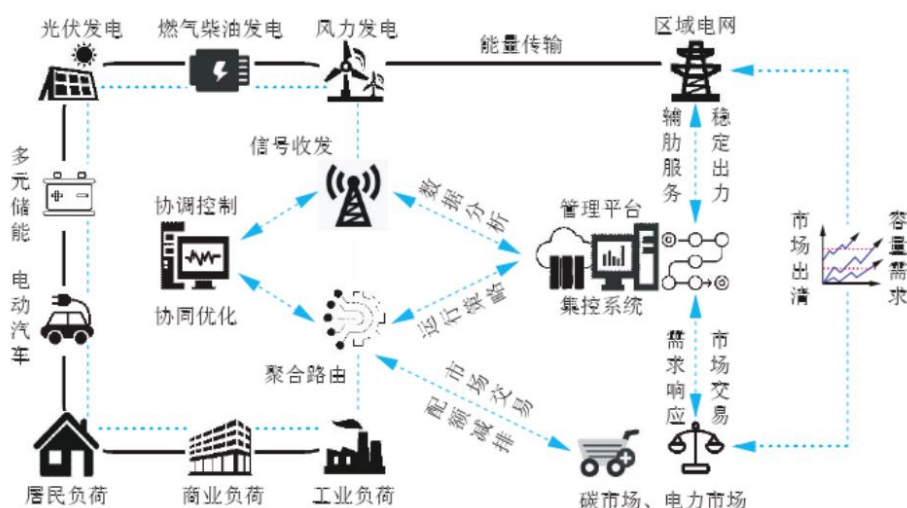 光伏发电
燃气柴油发电
风力发电
能量传输
区域电网
信号收发
辅助服务
稳定出力
多元储能
协调控制
数据分析
管理平台
市场出清
容量需求
电动汽车
协同优化
运行策略
集控系统
聚合路由
市场交易
配额减排
需求响应
市场交易
居民负荷
商业负荷
工业负荷
碳市场、电力市场